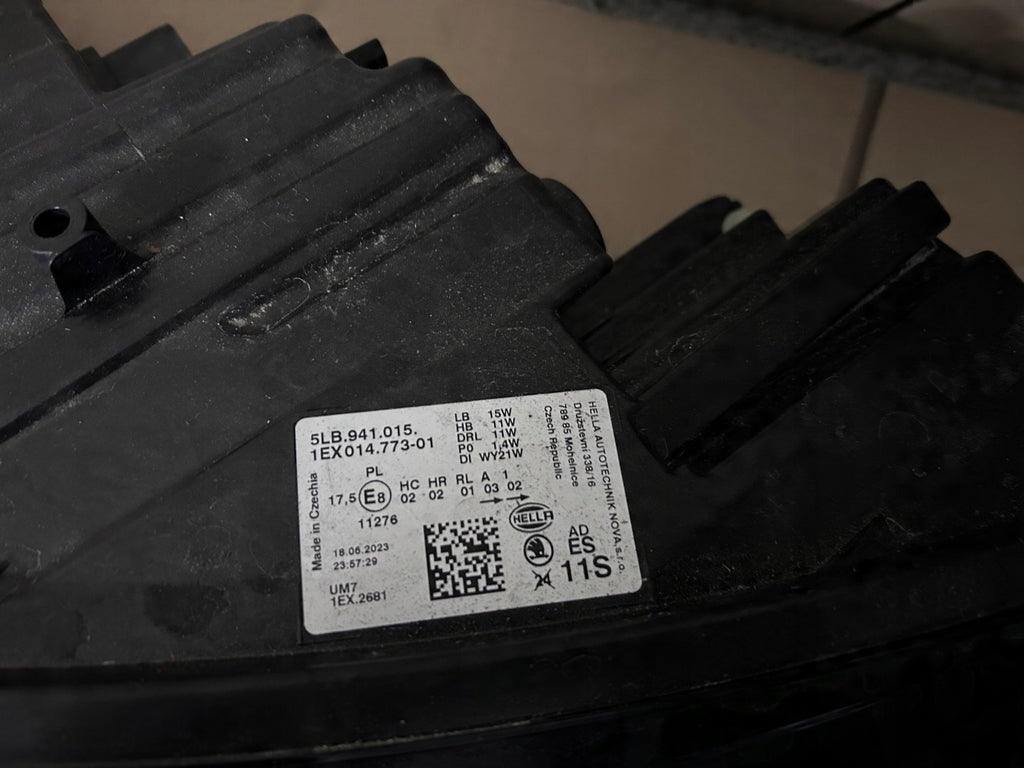 5LB.941.015.
1EX014.773-01
LB 15W
HB 11W
DRL 11W
P0 1,4W
DI WY21W
HELLA AUTOTECHNIK NOVA,s.r.o.
Družstevní 338/16
789 85 Mohelnice
Czech Republic
Made in Czechia
PL
17,5 E8 HC HR RL A 1
02 02 01 03 02
11276
18.06.2023
23:57:29
UM7
1EX.2681
HELLA
AD
ES
11S